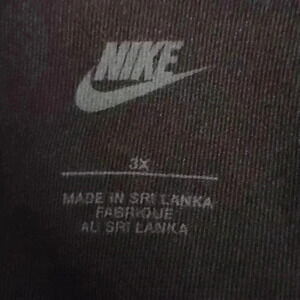 NIKE
3X
MADE IN SRI LANKA
FABRIQUE
AU SRI LANKA